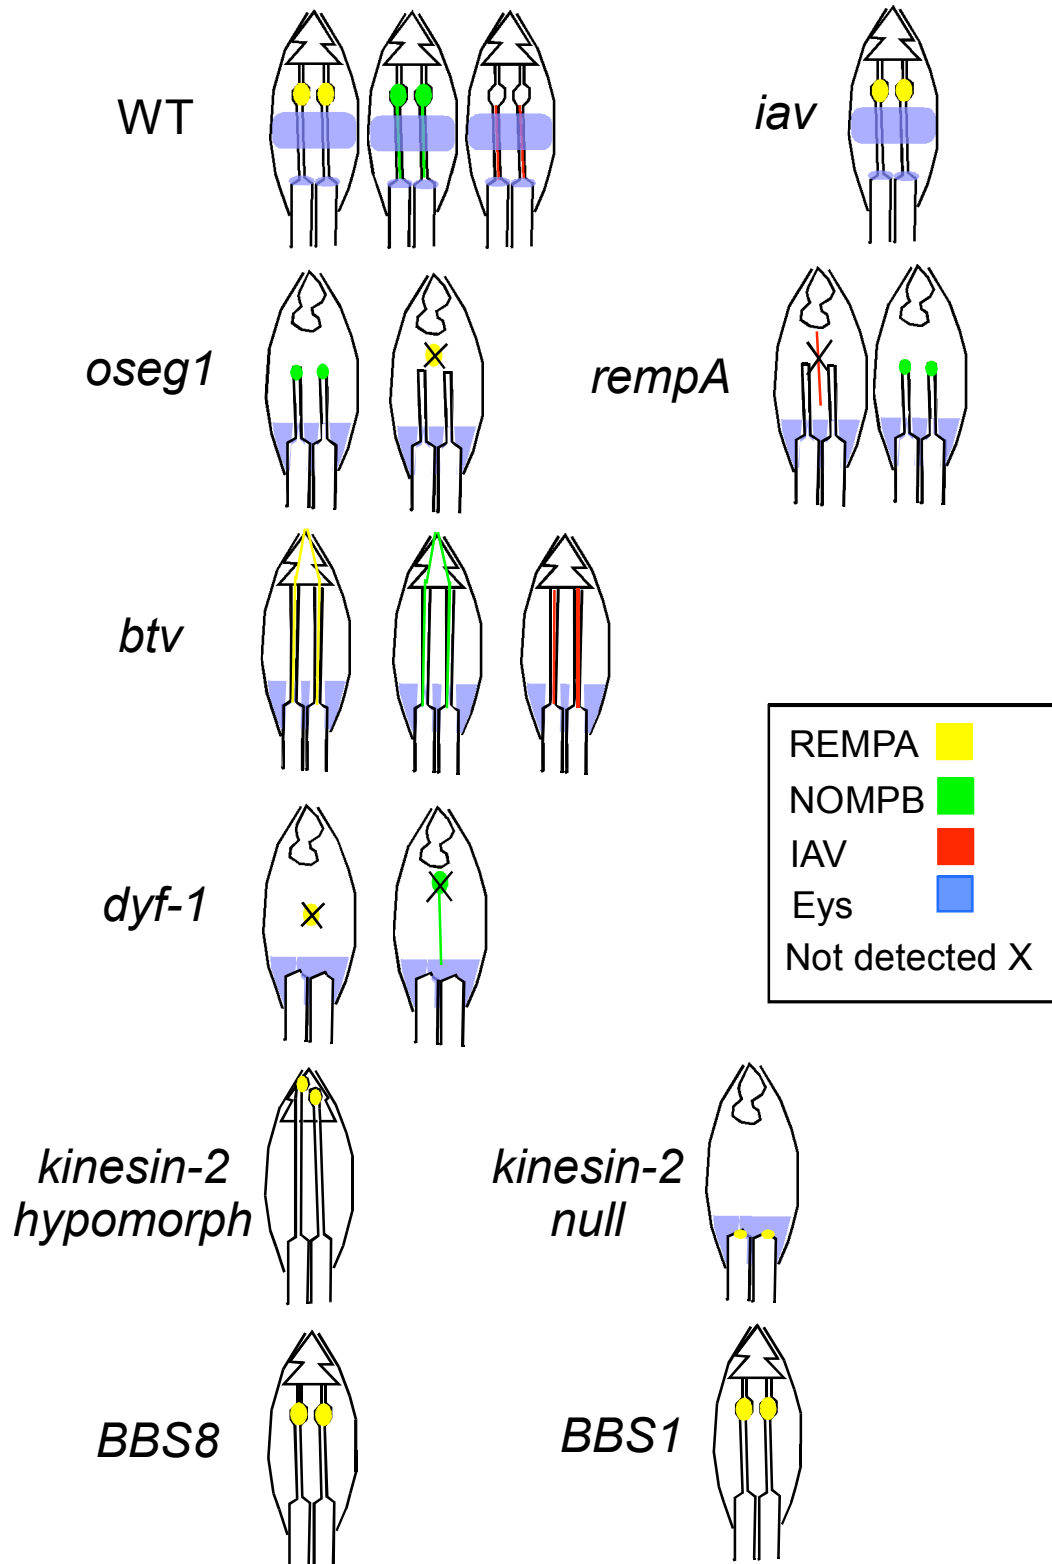 WT
iav
oseg1
rempA
btv
REMPA
NOMPB
IAV
Eys
Not detected X
dyf-1
kinesin-2
hypomorph
kinesin-2
null
BBS8
BBS1